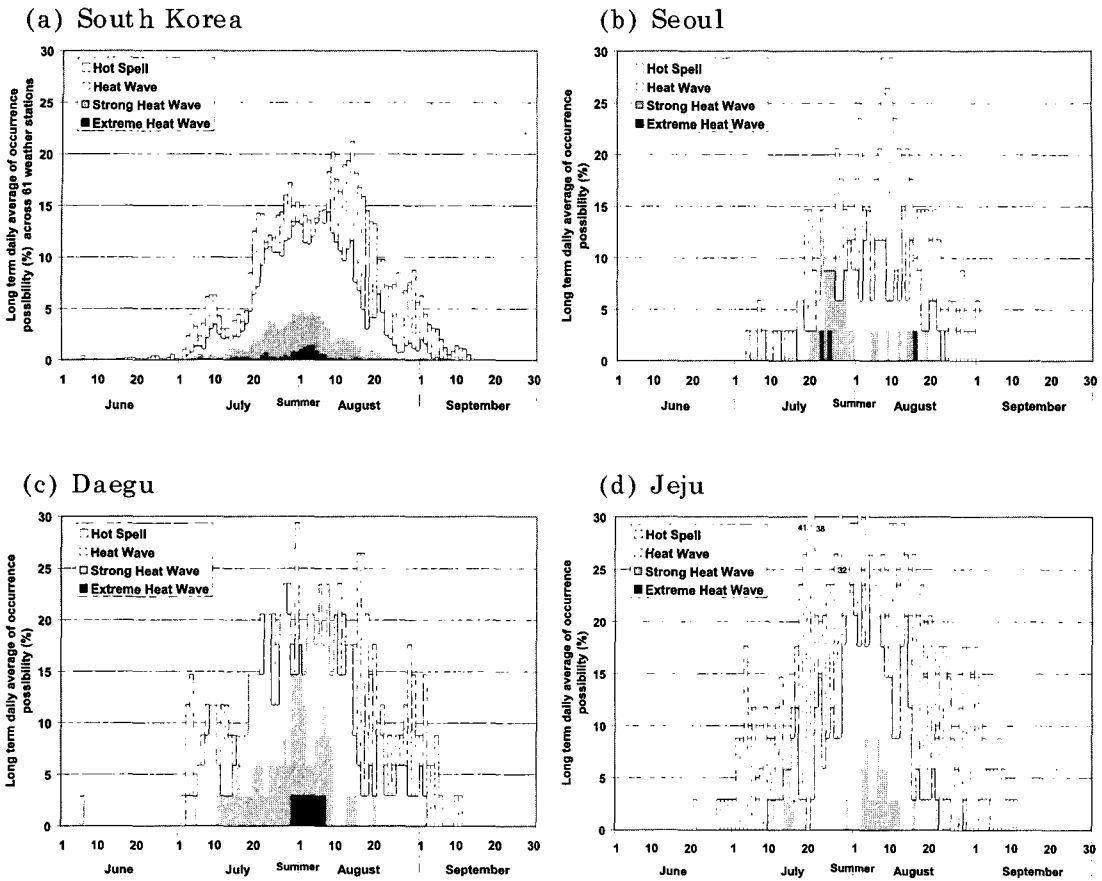 (a) South Korea
Long term daily average of occurrence possibility (%) across 61 weather stations
30
25
20
15
10
5
0
Hot Spell
Heat Wave
Strong Heat Wave
Extreme Heat Wave
1 10 20 1 10 20 1 10 20 1 10 20 30
June July Summer August September
(b) Seoul
Long term daily average of occurrence possibility (%)
30
25
20
15
10
5
0
Hot Spell
Heat Wave
Strong Heat Wave
Extreme Heat Wave
1 10 20 1 10 20 1 10 20 1 10 20 30
June July Summer August September
(c) Daegu
Long term daily average of occurrence possibility (%)
30
25
20
15
10
5
0
Hot Spell
Heat Wave
Strong Heat Wave
Extreme Heat Wave
1 10 20 1 10 20 1 10 20 1 10 20 30
June July Summer August September
(d) Jeju
Long term daily average of occurrence possibility (%)
30
25
20
15
10
5
0
Hot Spell
Heat Wave
Strong Heat Wave
Extreme Heat Wave
41 38
32
1 10 20 1 10 20 1 10 20 1 10 20 30
June July Summer August September